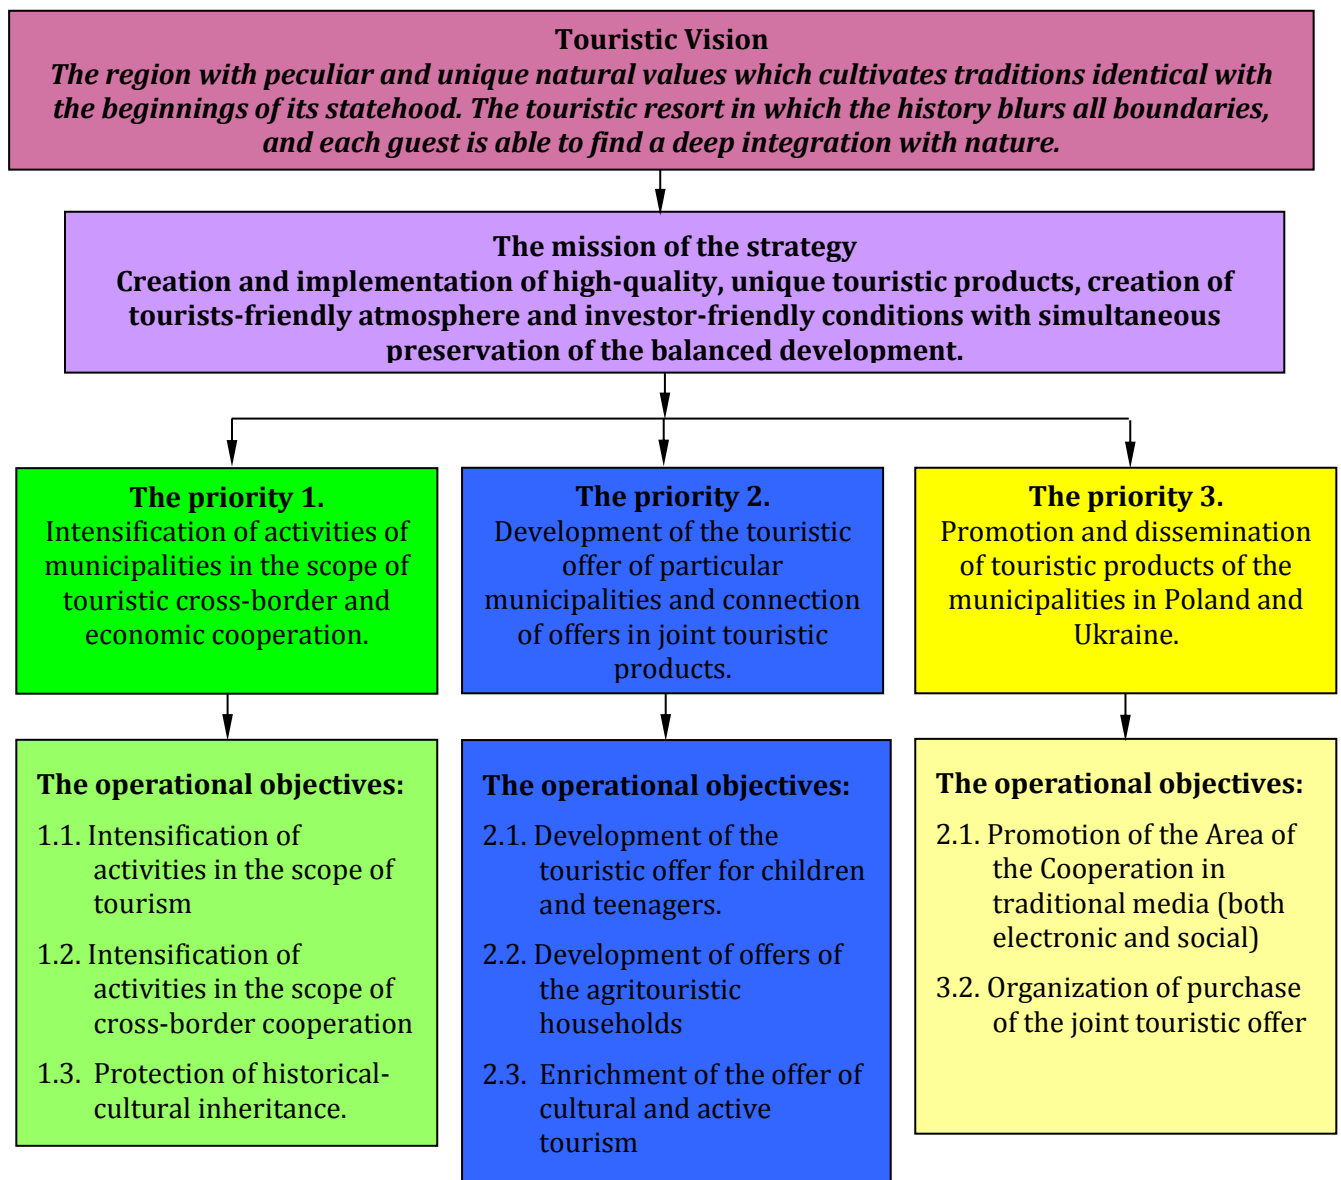 Touristic Vision
The region with peculiar and unique natural values which cultivates traditions identical with
the beginnings of its statehood. The touristic resort in which the history blurs all boundaries,
and each guest is able to find a deep integration with nature.
The mission of the strategy
Creation and implementation of high-quality, unique touristic products, creation of
tourists-friendly atmosphere and investor-friendly conditions with simultaneous
preservation of the balanced development.
The priority 1.
Intensification of activities of
municipalities in the scope of
touristic cross-border and
economic cooperation.
The priority 2.
Development of the touristic
offer of particular
municipalities and connection
of offers in joint touristic
products.
The priority 3.
Promotion and dissemination
of touristic products of the
municipalities in Poland and
Ukraine.
The operational objectives:
1.1. Intensification of
activities in the scope of
tourism
1.2. Intensification of
activities in the scope of
cross-border cooperation
1.3. Protection of historical-
cultural inheritance.
The operational objectives:
2.1. Development of the
touristic offer for children
and teenagers.
2.2. Development of offers of
the agritouristic
households
2.3. Enrichment of the offer of
cultural and active
tourism
The operational objectives:
2.1. Promotion of the Area of
the Cooperation in
traditional media (both
electronic and social)
3.2. Organization of purchase
of the joint touristic offer